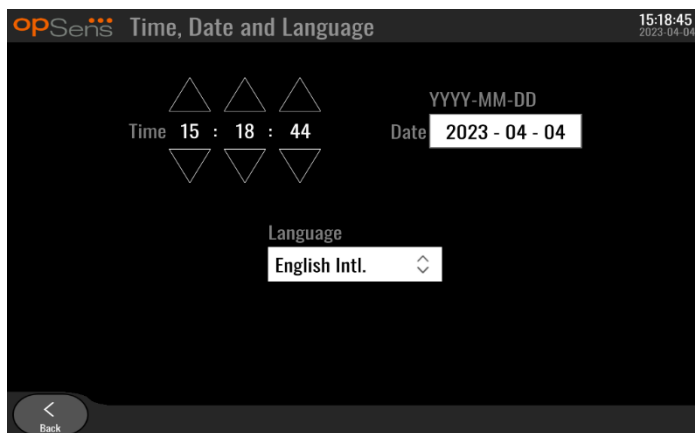 opSens Time, Date and Language 15:18:45
2023-04-04
YYYY-MM-DD
Time 15 : 18 : 44 Date 2023 - 04 - 04
Language
English Intl.
Back